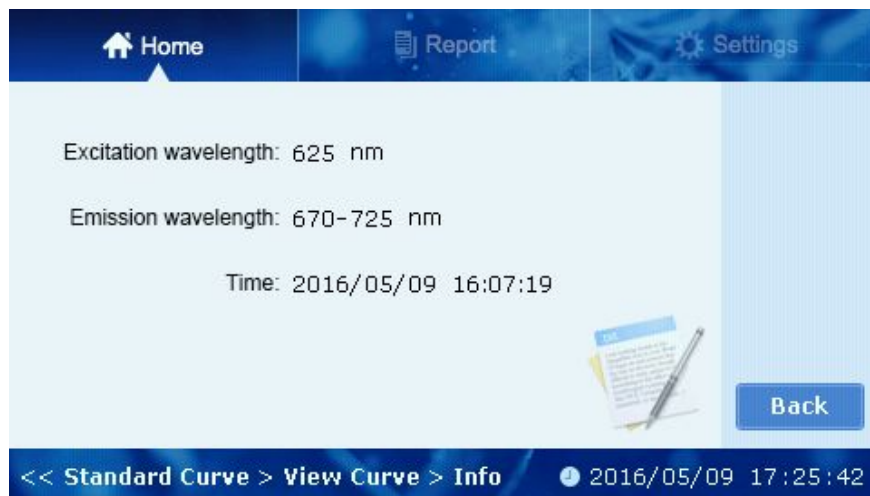 Home Report Settings
Excitation wavelength: 625 nm
Emission wavelength: 670-725 nm
Time: 2016/05/09 16:07:19
Back
<< Standard Curve > View Curve > Info 2016/05/09 17:25:42